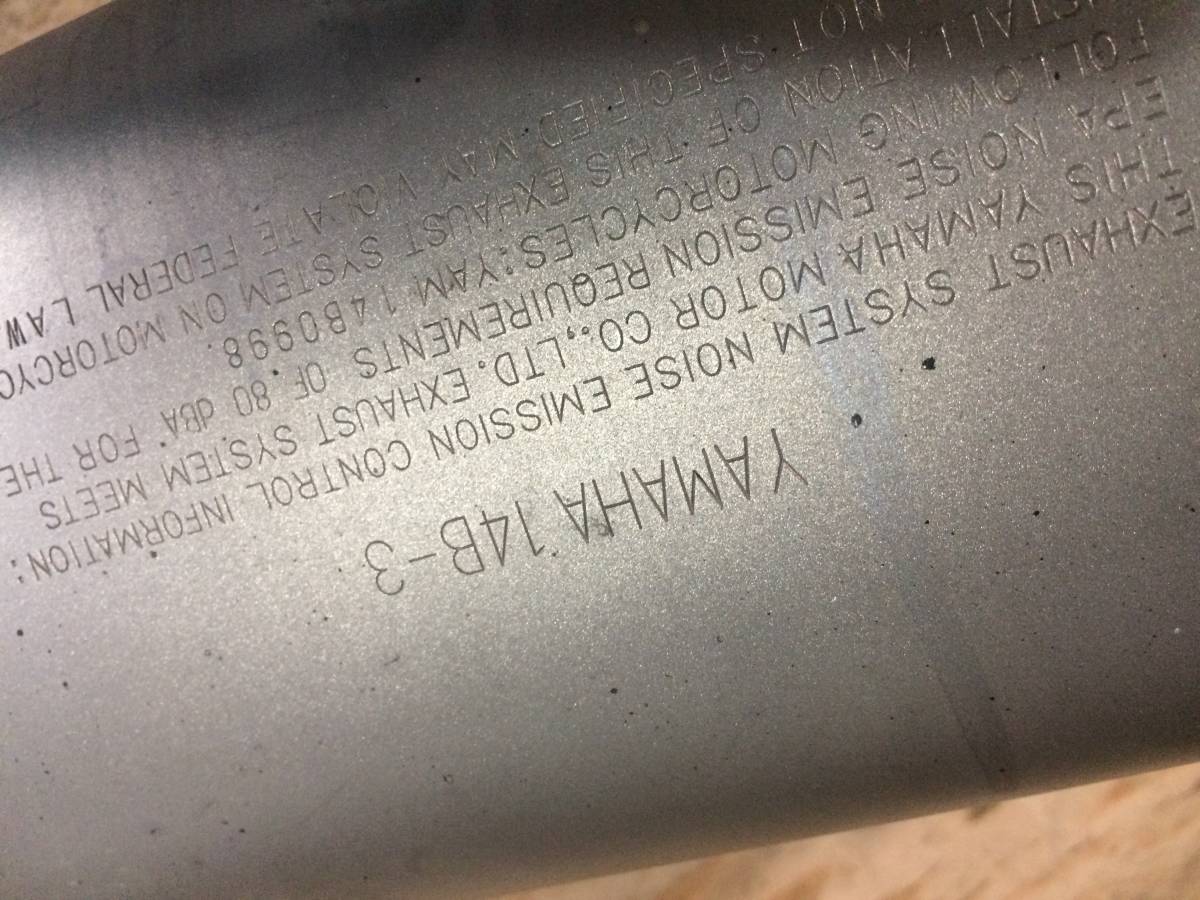 YAMAHA 14B-3
EXHAUST SYSTEM NOISE EMISSION CONTROL INFORMATION:
THIS YAMAHA MOTOR CO.,LTD. EXHAUST SYSTEM MEETS
EPA NOISE EMISSION REQUIREMENTS OF 80 dBA FOR THE
FOLLOWING MOTORCYCLES:YAM 14B0998.
INSTALLATION OF THIS EXHAUST SYSTEM ON MOTORCYC
NOT SPECIFIED MAY VIOLATE FEDERAL LAW